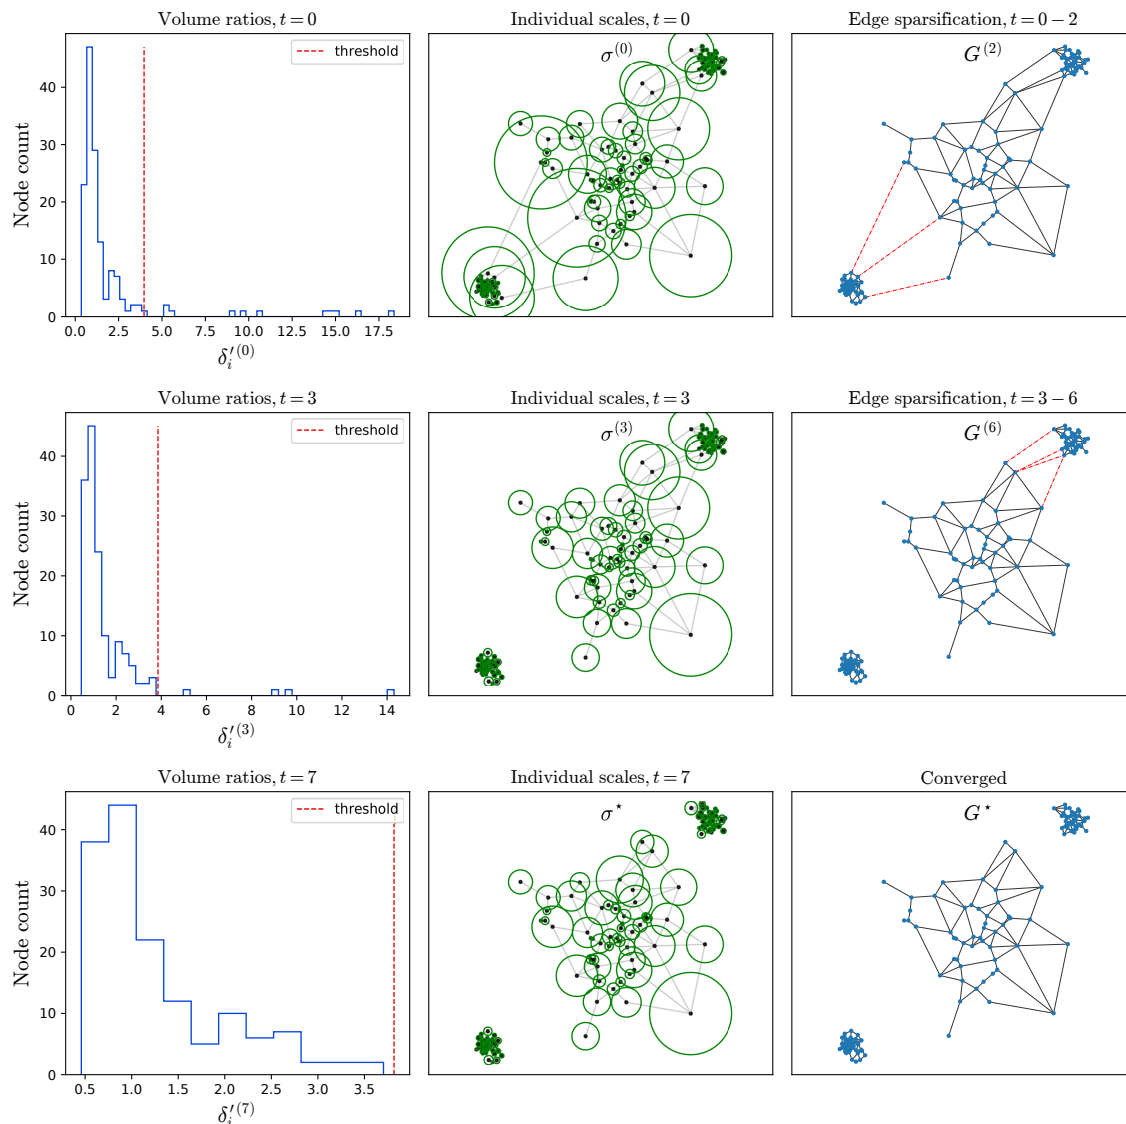 Volume ratios, t = 0
threshold
Node count
0
10
20
30
40
0.0
2.5
5.0
7.5
10.0
12.5
15.0
17.5
δ_i′^(0)
Individual scales, t = 0
σ^(0)
Edge sparsification, t = 0 − 2
G^(2)
Volume ratios, t = 3
threshold
Node count
0
10
20
30
40
0
2
4
6
8
10
12
14
δ_i′^(3)
Individual scales, t = 3
σ^(3)
Edge sparsification, t = 3 − 6
G^(6)
Volume ratios, t = 7
threshold
Node count
0
10
20
30
40
0.5
1.0
1.5
2.0
2.5
3.0
3.5
δ_i′^(7)
Individual scales, t = 7
σ^⋆
Converged
G^⋆